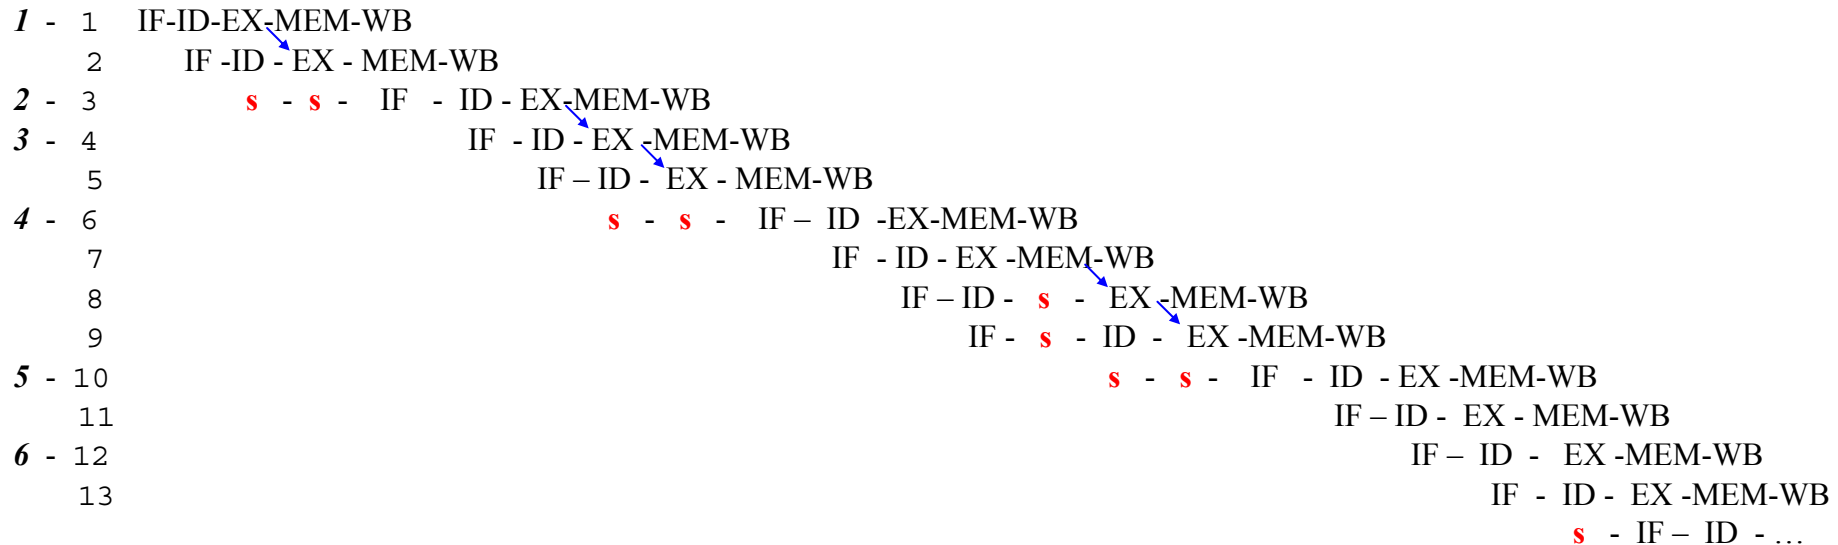 1 - 1 IF-ID-EX-MEM-WB
2 IF -ID - EX - MEM-WB
2 - 3 s - s - IF - ID - EX-MEM-WB
3 - 4 IF - ID - EX -MEM-WB
5 IF – ID - EX - MEM-WB
4 - 6 s - s - IF – ID -EX-MEM-WB
7 IF - ID - EX -MEM-WB
8 IF – ID - s - EX -MEM-WB
9 IF - s - ID - EX -MEM-WB
5 - 10 s - s - IF - ID - EX -MEM-WB
11 IF – ID - EX - MEM-WB
6 - 12 IF – ID - EX -MEM-WB
13 IF - ID - EX -MEM-WB
s - IF – ID - …